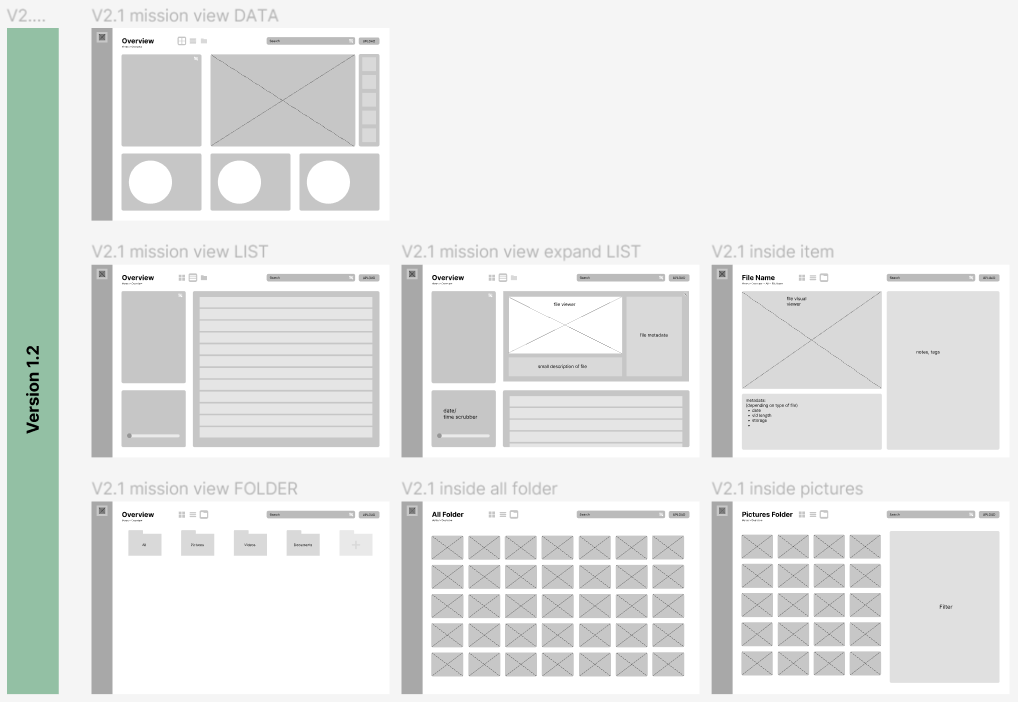 V2....
V2.1 mission view DATA
Overview
Search
UPLOAD
Version 1.2
V2.1 mission view LIST
Overview
Search
UPLOAD
V2.1 mission view expand LIST
Overview
Search
UPLOAD
file viewer
file metadata
small description of file
date/
time scrubber
V2.1 inside item
File Name
Search
UPLOAD
file visual
viewer
notes, tags
metadata:
(depending on type of file)
• date
• vid length
• storage
•
V2.1 mission view FOLDER
Overview
Search
UPLOAD
All
Pictures
Videos
Documents
V2.1 inside all folder
All Folder
Search
UPLOAD
V2.1 inside pictures
Pictures Folder
Search
UPLOAD
Filter